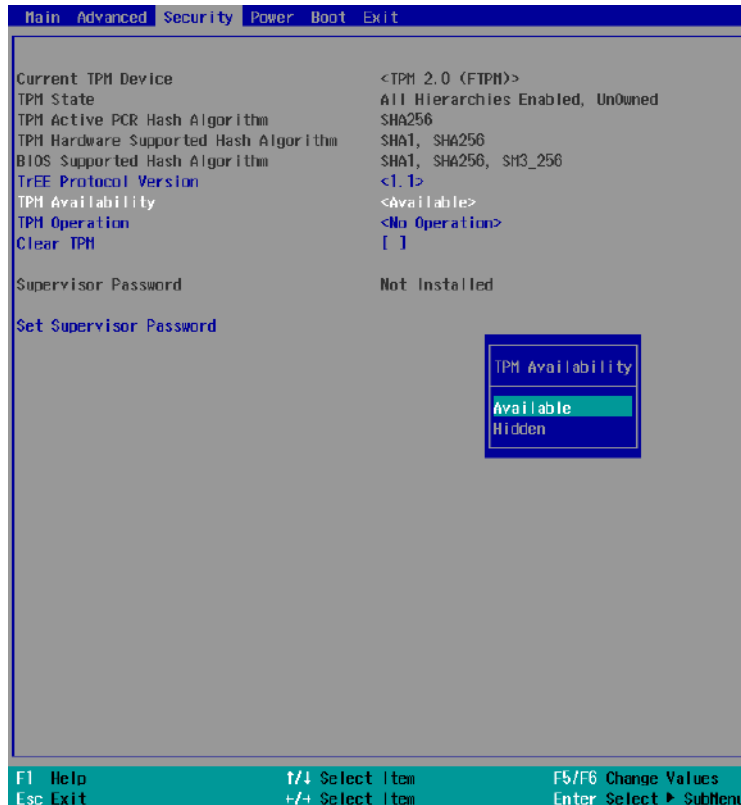 Main Advanced Security Power Boot Exit
Current TPM Device <TPM 2.0 (FTPM)>
TPM State All Hierarchies Enabled, UnOwned
TPM Active PCR Hash Algorithm SHA256
TPM Hardware Supported Hash Algorithm SHA1, SHA256
BIOS Supported Hash Algorithm SHA1, SHA256, SM3_256
TrEE Protocol Version <1.1>
TPM Availability <Available>
TPM Operation <No Operation>
Clear TPM [ ]
Supervisor Password Not Installed
Set Supervisor Password
TPM Availability
Available
Hidden
F1 Help ↑/↓ Select Item F5/F6 Change Values
Esc Exit ←/→ Select Item Enter Select ▶ SubMenu